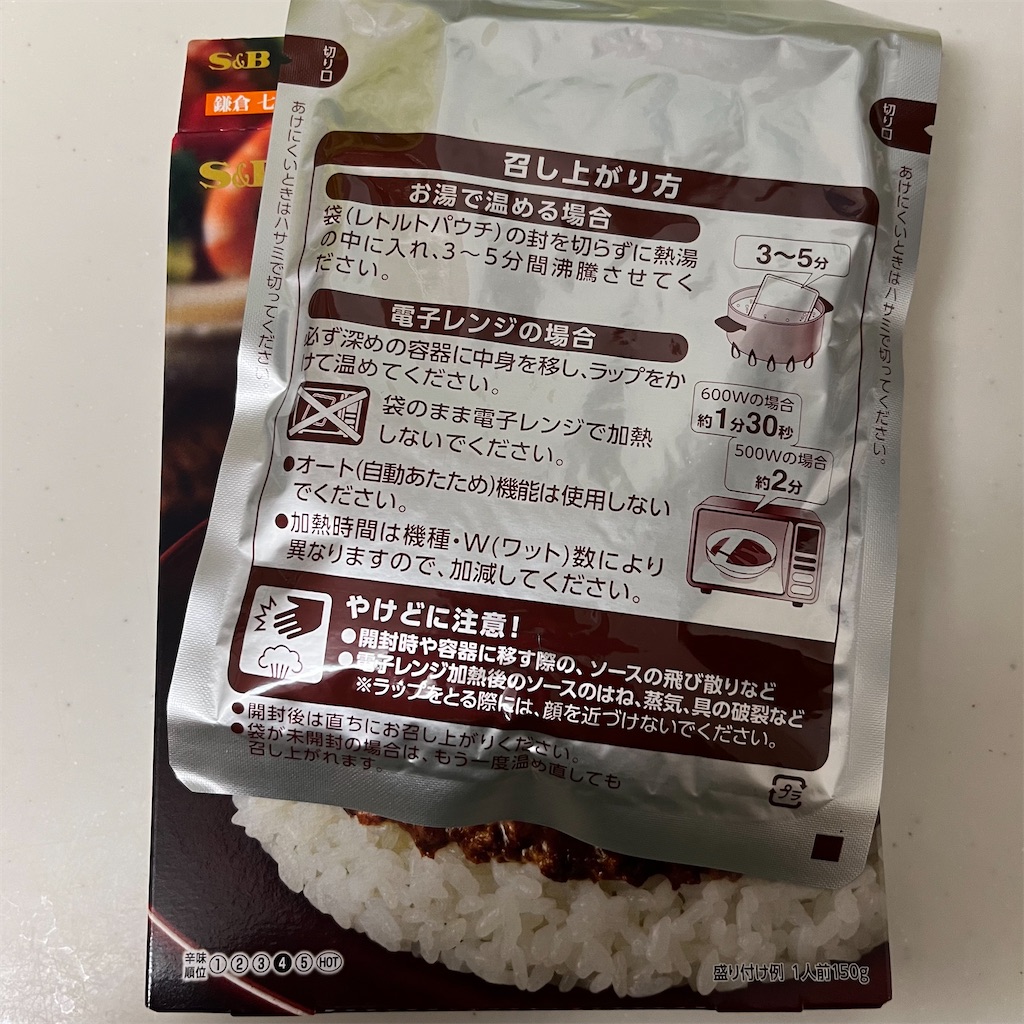 S&B
鎌倉 七
S&B
切り口
あけにくいときはハサミで切ってください。
切り口
あけにくいときはハサミで切ってください。
召し上がり方
お湯で温める場合
袋(レトルトパウチ)の封を切らずに熱湯
の中に入れ、3〜5分間沸騰させてく
ださい。
3〜5分
電子レンジの場合
必ず深めの容器に中身を移し、ラップをか
けて温めてください。
袋のまま電子レンジで加熱
しないでください。
600Wの場合
約1分30秒
500Wの場合
約2分
●オート(自動あたため)機能は使用しない
でください。
●加熱時間は機種・W(ワット)数により
異なりますので、加減してください。
やけどに注意!
●開封時や容器に移す際の、ソースの飛び散りなど
●電子レンジ加熱後のソースのはね、蒸気、具の破裂など
※ラップをとる際には、顔を近づけないでください。
●開封後は直ちにお召し上がりください。
●袋が未開封の場合は、もう一度温め直しても
召し上がれます。
プラ
辛味
順位 1 2 3 4 5 HOT
盛り付け例 1人前150g